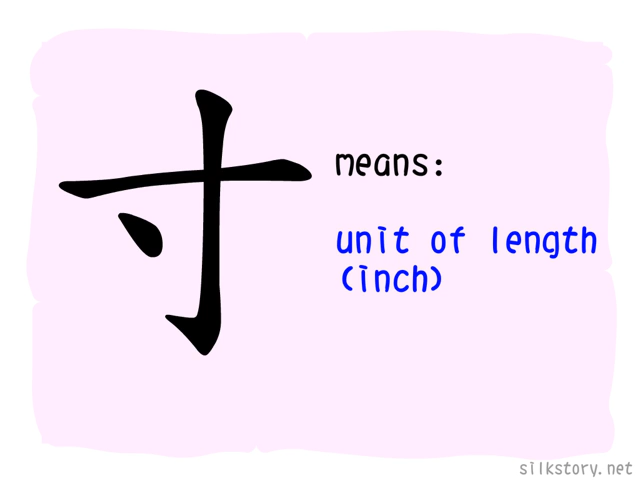 寸
means:
unit of length
(inch)
silkstory.net